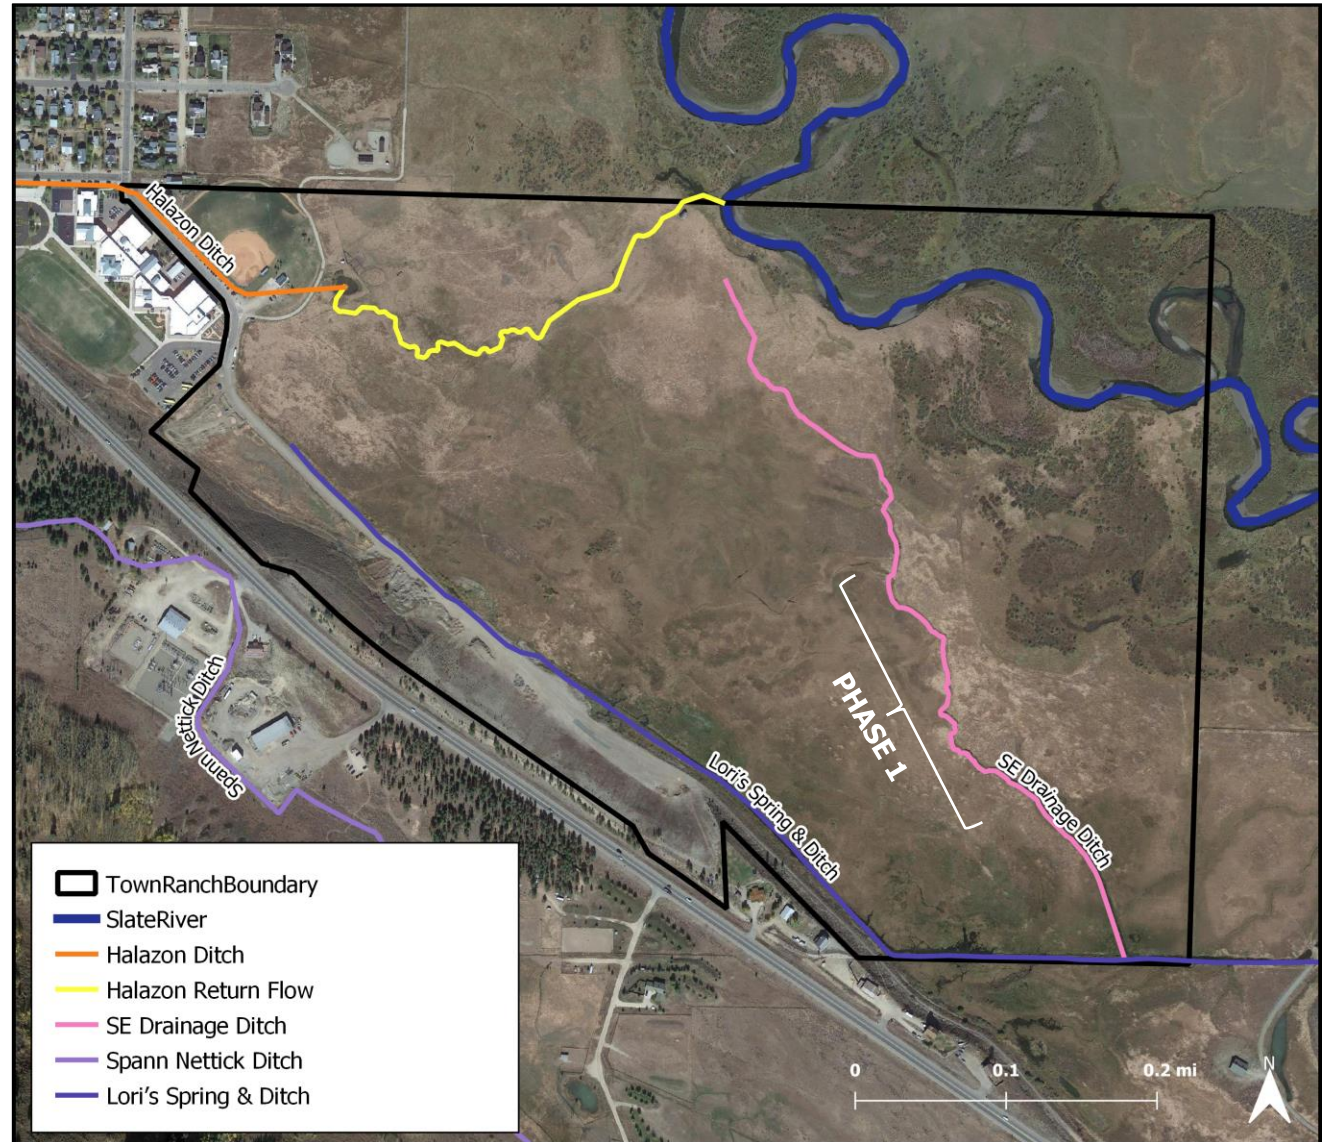 Halazon Ditch
Spann Nettick Ditch
PHASE 1
Lori's Spring & Ditch
SE Drainage Ditch
TownRanchBoundary
SlateRiver
Halazon Ditch
Halazon Return Flow
SE Drainage Ditch
Spann Nettick Ditch
Lori's Spring & Ditch
0 0.1 0.2 mi
N